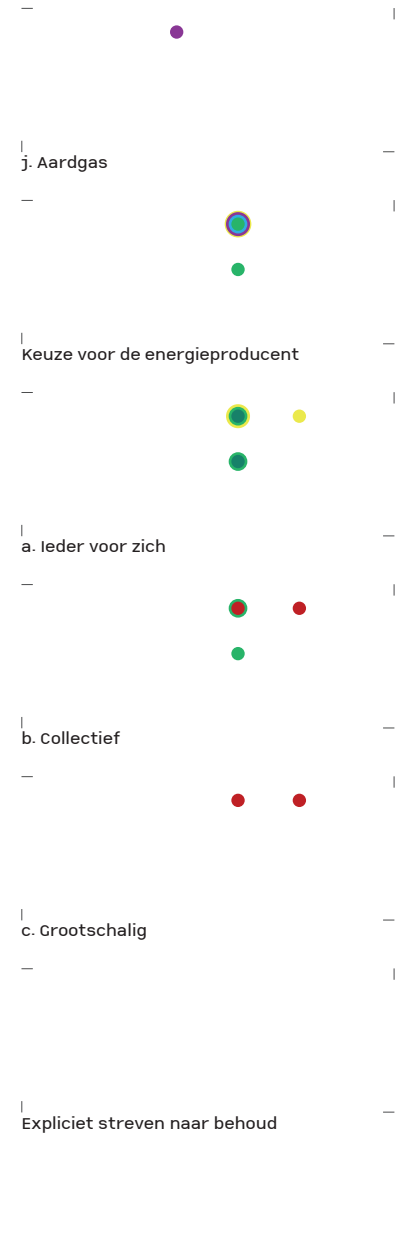 j. Aardgas
Keuze voor de energieproducent
a. Ieder voor zich
b. Collectief
c. Grootschalig
Expliciet streven naar behoud